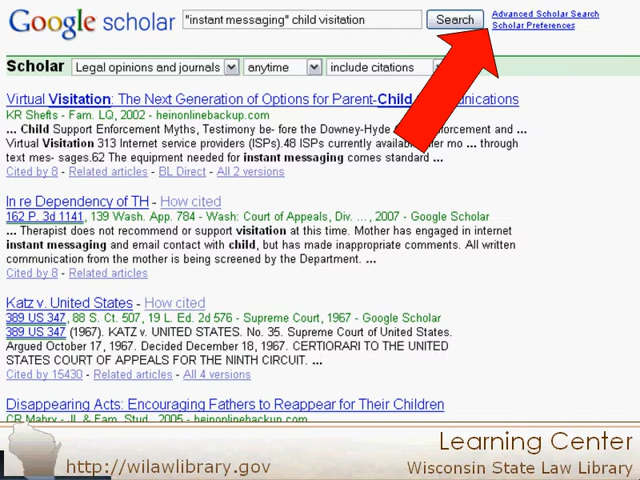 Google scholar "instant messaging" child visitation Search Advanced Scholar Search
Scholar Preferences
Scholar Legal opinions and journals anytime include citations
Virtual Visitation: The Next Generation of Options for Parent-Child
KR Shefts - Fam. LQ, 2002 - heinonlinebackup.com
... Child Support Enforcement Myths, Testimony be- fore the Downey-Hyde and ...
Virtual Visitation 313 Internet service providers (ISPs).48 ISPs currently mo ... through
text mes- sages.62 The equipment needed for instant messaging comes standard ...
Cited by 8 - Related articles - BL Direct - All 2 versions
In re Dependency of TH - How cited
162 P. 3d 1141, 139 Wash. App. 784 - Wash: Court of Appeals, Div. ..., 2007 - Google Scholar
... Therapist does not recommend or support visitation at this time. Mother has engaged in internet
instant messaging and email contact with child, but has made inappropriate comments. All written
communication from the mother is being screened by the Department. ...
Cited by 8 - Related articles
Katz v. United States - How cited
389 US 347, 88 S. Ct. 507, 19 L. Ed. 2d 576 - Supreme Court, 1967 - Google Scholar
389 US 347 (1967). KATZ v. UNITED STATES. No. 35. Supreme Court of United States.
Argued October 17, 1967. Decided December 18, 1967. CERTIORARI TO THE UNITED
STATES COURT OF APPEALS FOR THE NINTH CIRCUIT. ...
Cited by 15430 - Related articles - All 4 versions
Disappearing Acts: Encouraging Fathers to Reappear for Their Children
CR Mabry - JL & Fam. Stud., 2005 - heinonlinebackup.com
Learning Center
http://wilawlibrary.gov Wisconsin State Law Library